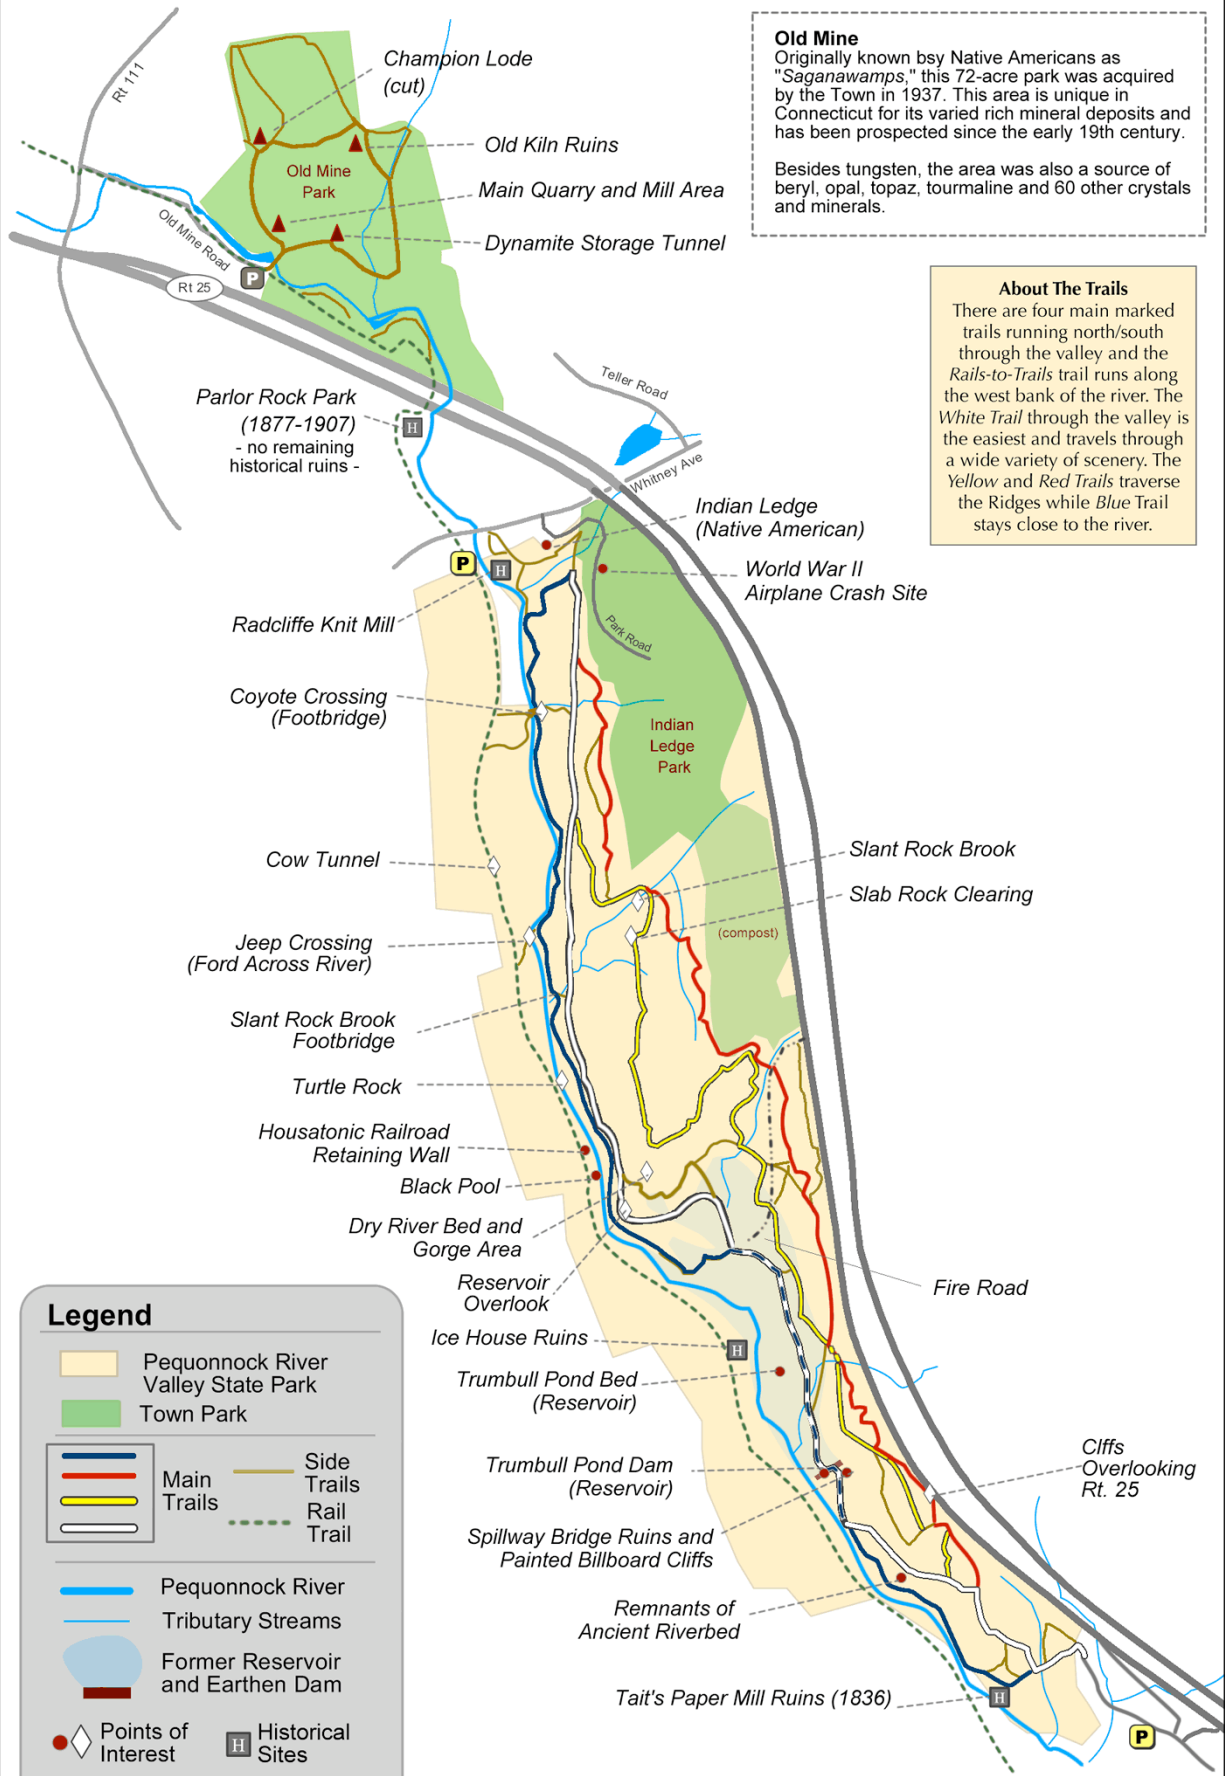 Champion Lode
(cut)
Rt 111
Old Kiln Ruins
Old Mine
Park
Main Quarry and Mill Area
Old Mine Road
Dynamite Storage Tunnel
P
Rt 25
Old Mine
Originally known bsy Native Americans as
"Saganawamps," this 72-acre park was acquired
by the Town in 1937. This area is unique in
Connecticut for its varied rich mineral deposits and
has been prospected since the early 19th century.
Besides tungsten, the area was also a source of
beryl, opal, topaz, tourmaline and 60 other crystals
and minerals.
About The Trails
There are four main marked
trails running north/south
through the valley and the
Rails-to-Trails trail runs along
the west bank of the river. The
White Trail through the valley is
the easiest and travels through
a wide variety of scenery. The
Yellow and Red Trails traverse
the Ridges while Blue Trail
stays close to the river.
Teller Road
Parlor Rock Park
(1877-1907)
- no remaining
historical ruins -
H
Whitney Ave
Indian Ledge
(Native American)
P
H
World War II
Airplane Crash Site
Radcliffe Knit Mill
Park Road
Coyote Crossing
(Footbridge)
Indian
Ledge
Park
Cow Tunnel
Slant Rock Brook
Slab Rock Clearing
(compost)
Jeep Crossing
(Ford Across River)
Slant Rock Brook
Footbridge
Turtle Rock
Housatonic Railroad
Retaining Wall
Black Pool
Dry River Bed and
Gorge Area
Reservoir
Overlook
Fire Road
Ice House Ruins
H
Trumbull Pond Bed
(Reservoir)
Trumbull Pond Dam
(Reservoir)
Clffs
Overlooking
Rt. 25
Spillway Bridge Ruins and
Painted Billboard Cliffs
Remnants of
Ancient Riverbed
Tait's Paper Mill Ruins (1836)
H
P
Legend
Pequonnock River
Valley State Park
Town Park
Main
Trails
Side
Trails
Rail
Trail
Pequonnock River
Tributary Streams
Former Reservoir
and Earthen Dam
Points of
Interest
H
Historical
Sites